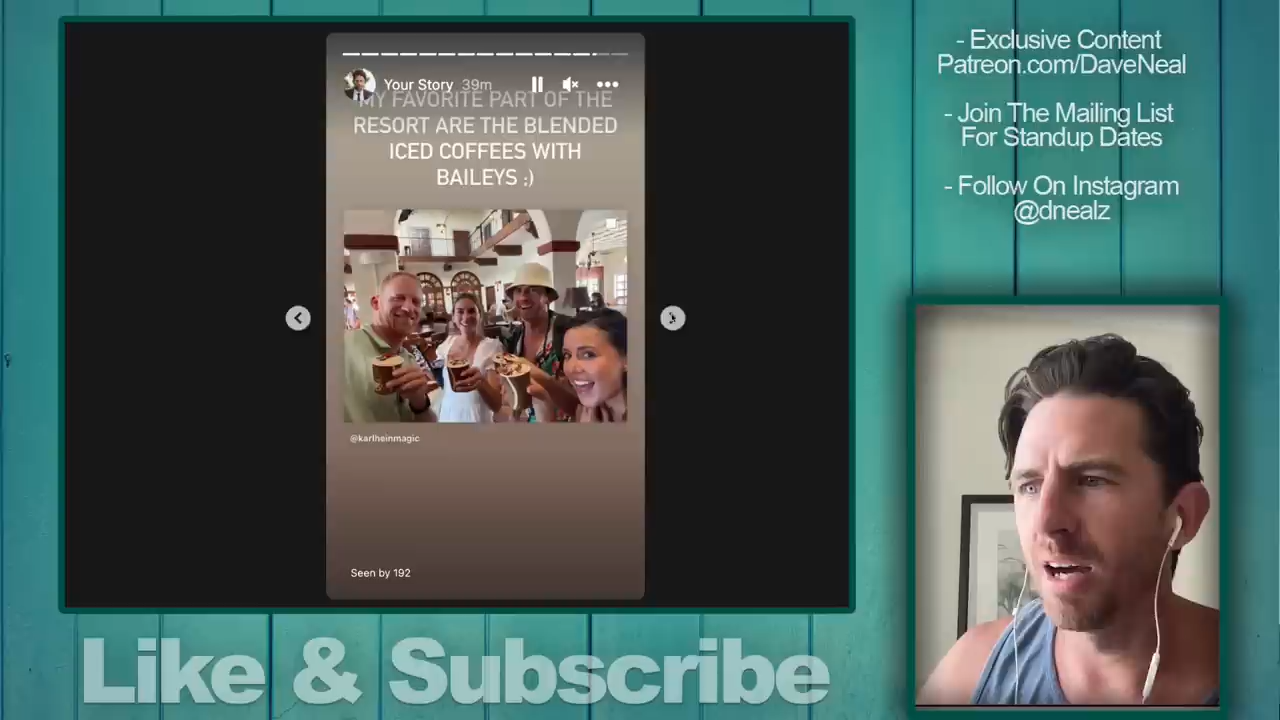 Your Story 39m
MY FAVORITE PART OF THE
RESORT ARE THE BLENDED
ICED COFFEES WITH
BAILEYS ;)
@karlheinmagic
Seen by 192
- Exclusive Content
Patreon.com/DaveNeal
- Join The Mailing List
For Standup Dates
- Follow On Instagram
@dnealz
Like & Subscribe